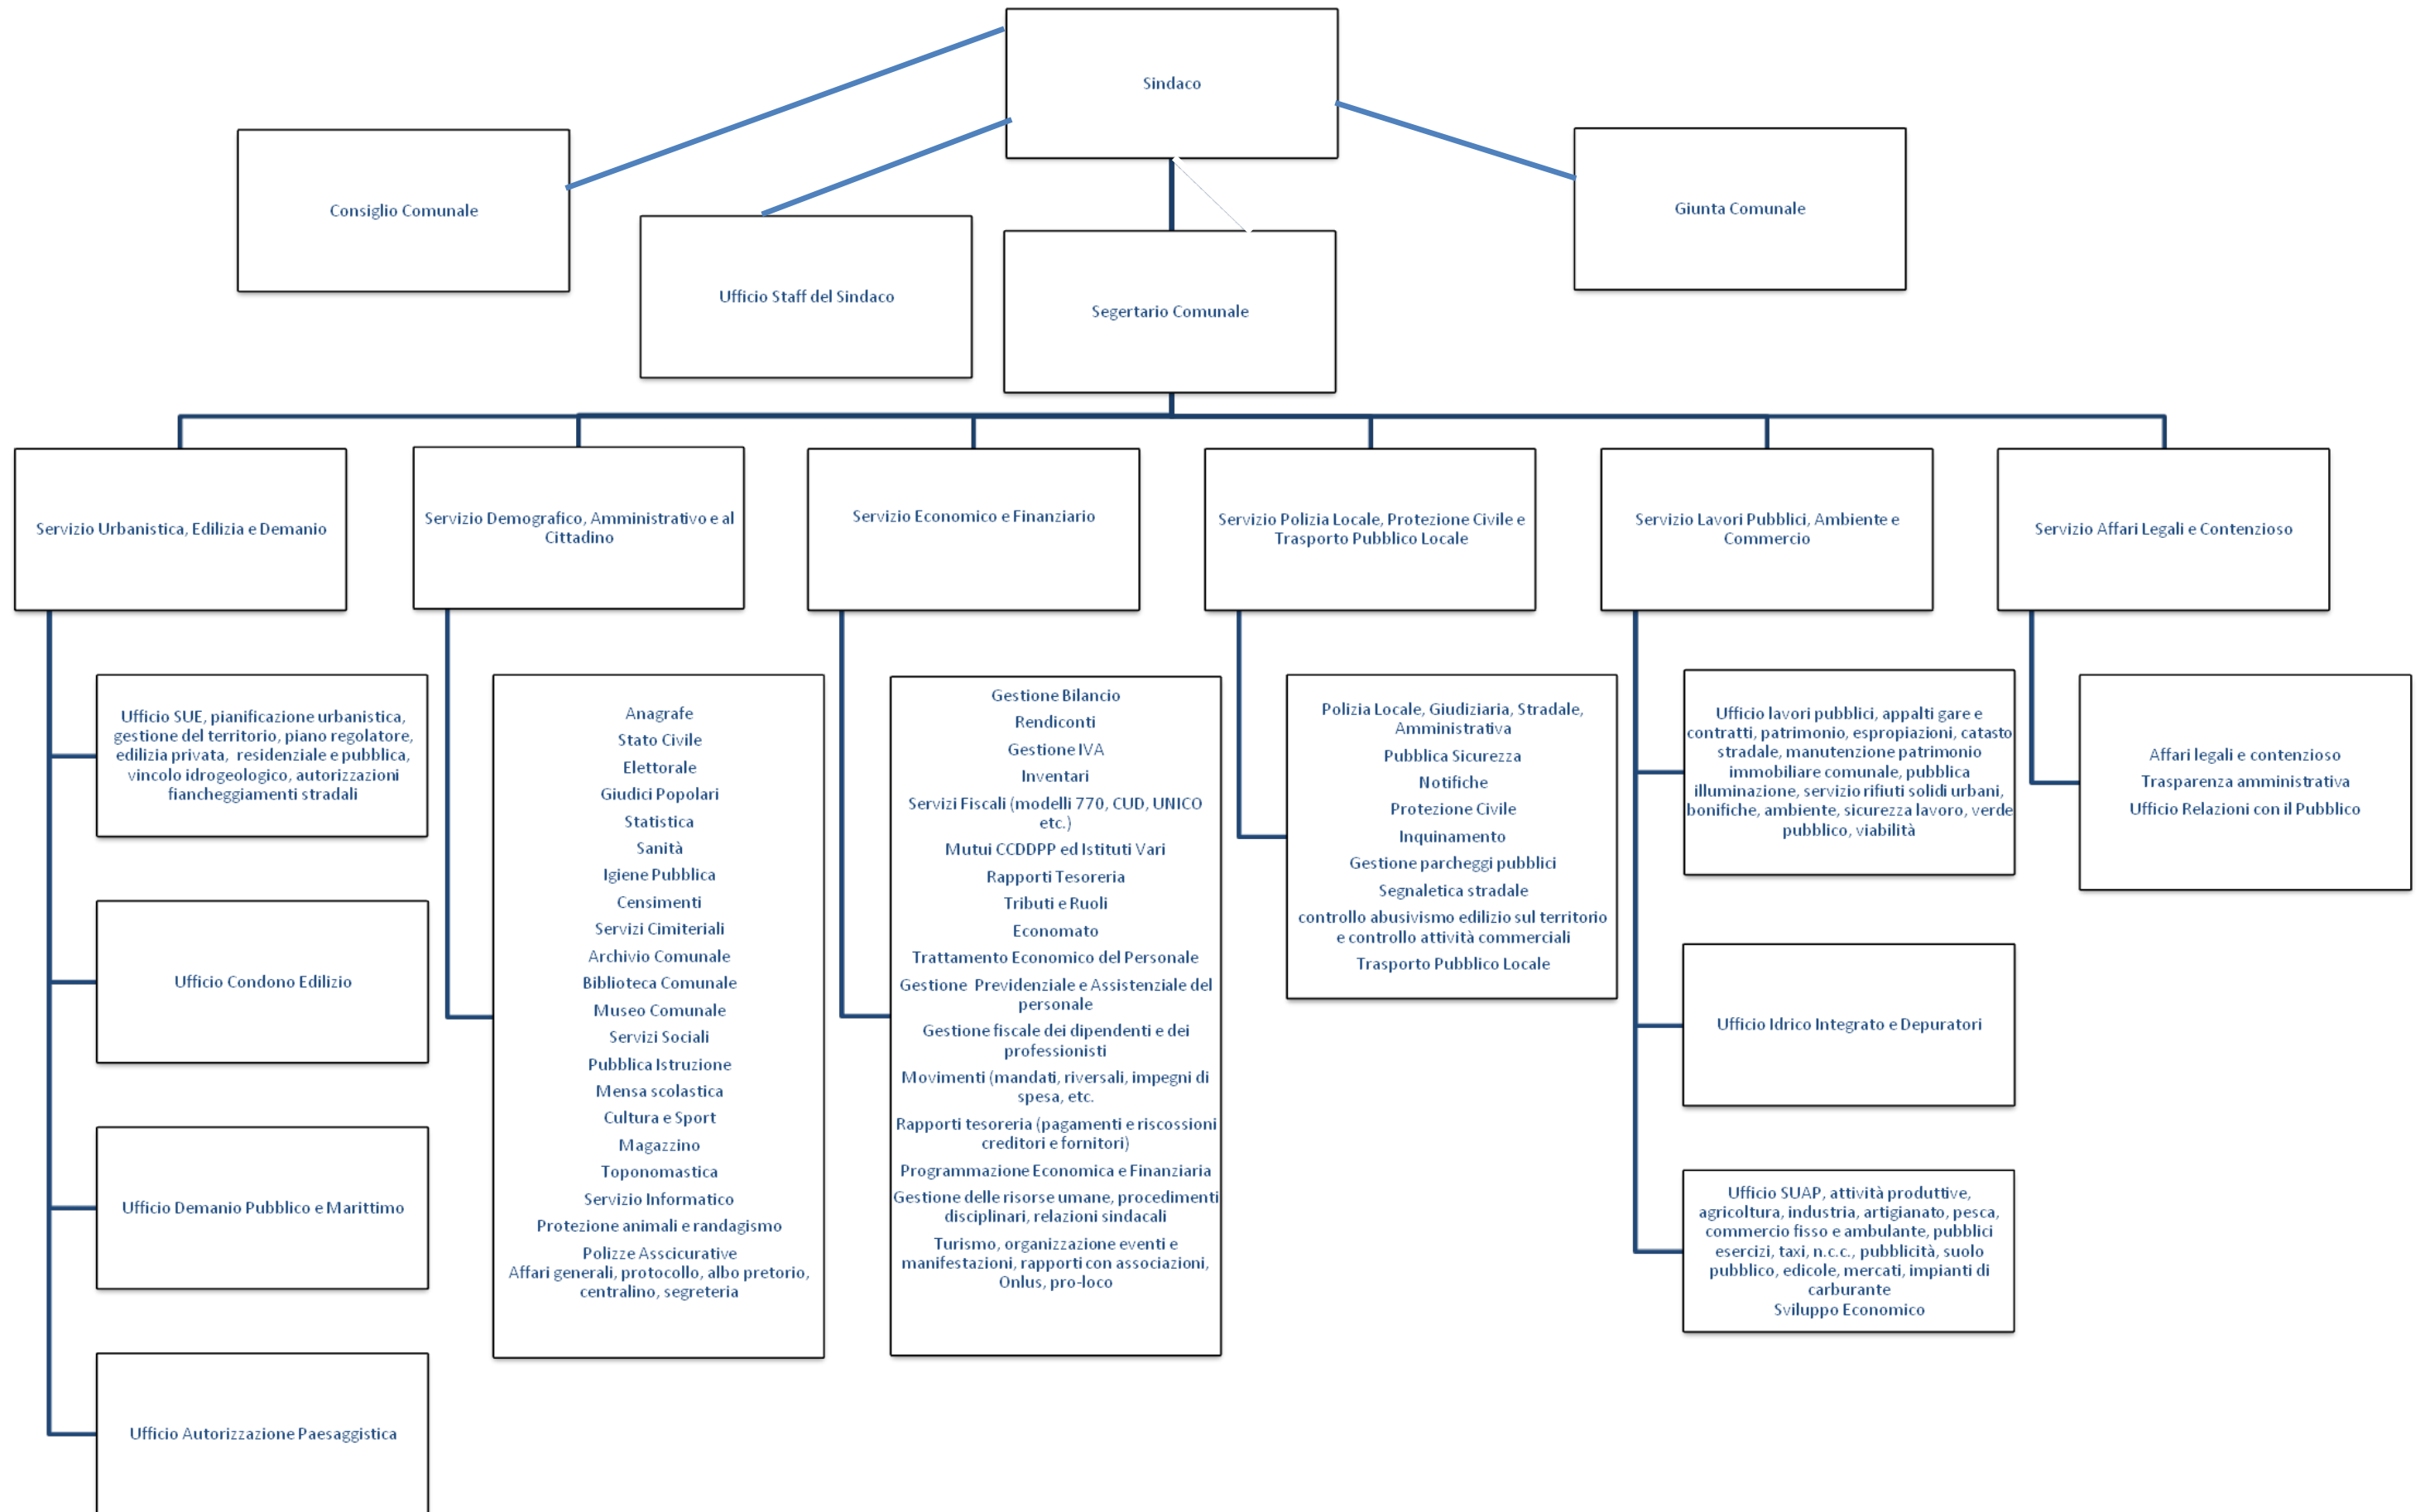 Sindaco
Consiglio Comunale
Giunta Comunale
Ufficio Staff del Sindaco
Segertario Comunale
Servizio Urbanistica, Edilizia e Demanio
Servizio Demografico, Amministrativo e al
Cittadino
Servizio Economico e Finanziario
Servizio Polizia Locale, Protezione Civile e
Trasporto Pubblico Locale
Servizio Lavori Pubblici, Ambiente e
Commercio
Servizio Affari Legali e Contenzioso
Ufficio SUE, pianificazione urbanistica,
gestione del territorio, piano regolatore,
edilizia privata, residenziale e pubblica,
vincolo idrogeologico, autorizzazioni
fiancheggiamenti stradali
Ufficio Condono Edilizio
Ufficio Demanio Pubblico e Marittimo
Ufficio Autorizzazione Paesaggistica
Anagrafe
Stato Civile
Elettorale
Giudici Popolari
Statistica
Sanità
Igiene Pubblica
Censimenti
Servizi Cimiteriali
Archivio Comunale
Biblioteca Comunale
Museo Comunale
Servizi Sociali
Pubblica Istruzione
Mensa scolastica
Cultura e Sport
Magazzino
Toponomastica
Servizio Informatico
Protezione animali e randagismo
Polizze Asscicurative
Affari generali, protocollo, albo pretorio,
centralino, segreteria
Gestione Bilancio
Rendiconti
Gestione IVA
Inventari
Servizi Fiscali (modelli 770, CUD, UNICO
etc.)
Mutui CCDDPP ed Istituti Vari
Rapporti Tesoreria
Tributi e Ruoli
Economato
Trattamento Economico del Personale
Gestione Previdenziale e Assistenziale del
personale
Gestione fiscale dei dipendenti e dei
professionisti
Movimenti (mandati, riversali, impegni di
spesa, etc.
Rapporti tesoreria (pagamenti e riscossioni
creditori e fornitori)
Programmazione Economica e Finanziaria
Gestione delle risorse umane, procedimenti
disciplinari, relazioni sindacali
Turismo, organizzazione eventi e
manifestazioni, rapporti con associazioni,
Onlus, pro-loco
Polizia Locale, Giudiziaria, Stradale,
Amministrativa
Pubblica Sicurezza
Notifiche
Protezione Civile
Inquinamento
Gestione parcheggi pubblici
Segnaletica stradale
controllo abusivismo edilizio sul territorio
e controllo attività commerciali
Trasporto Pubblico Locale
Ufficio lavori pubblici, appalti gare e
contratti, patrimonio, espropiazioni, catasto
stradale, manutenzione patrimonio
immobiliare comunale, pubblica
illuminazione, servizio rifiuti solidi urbani,
bonifiche, ambiente, sicurezza lavoro, verde
pubblico, viabilità
Ufficio Idrico Integrato e Depuratori
Ufficio SUAP, attività produttive,
agricoltura, industria, artigianato, pesca,
commercio fisso e ambulante, pubblici
esercizi, taxi, n.c.c., pubblicità, suolo
pubblico, edicole, mercati, impianti di
carburante
Sviluppo Economico
Affari legali e contenzioso
Trasparenza amministrativa
Ufficio Relazioni con il Pubblico